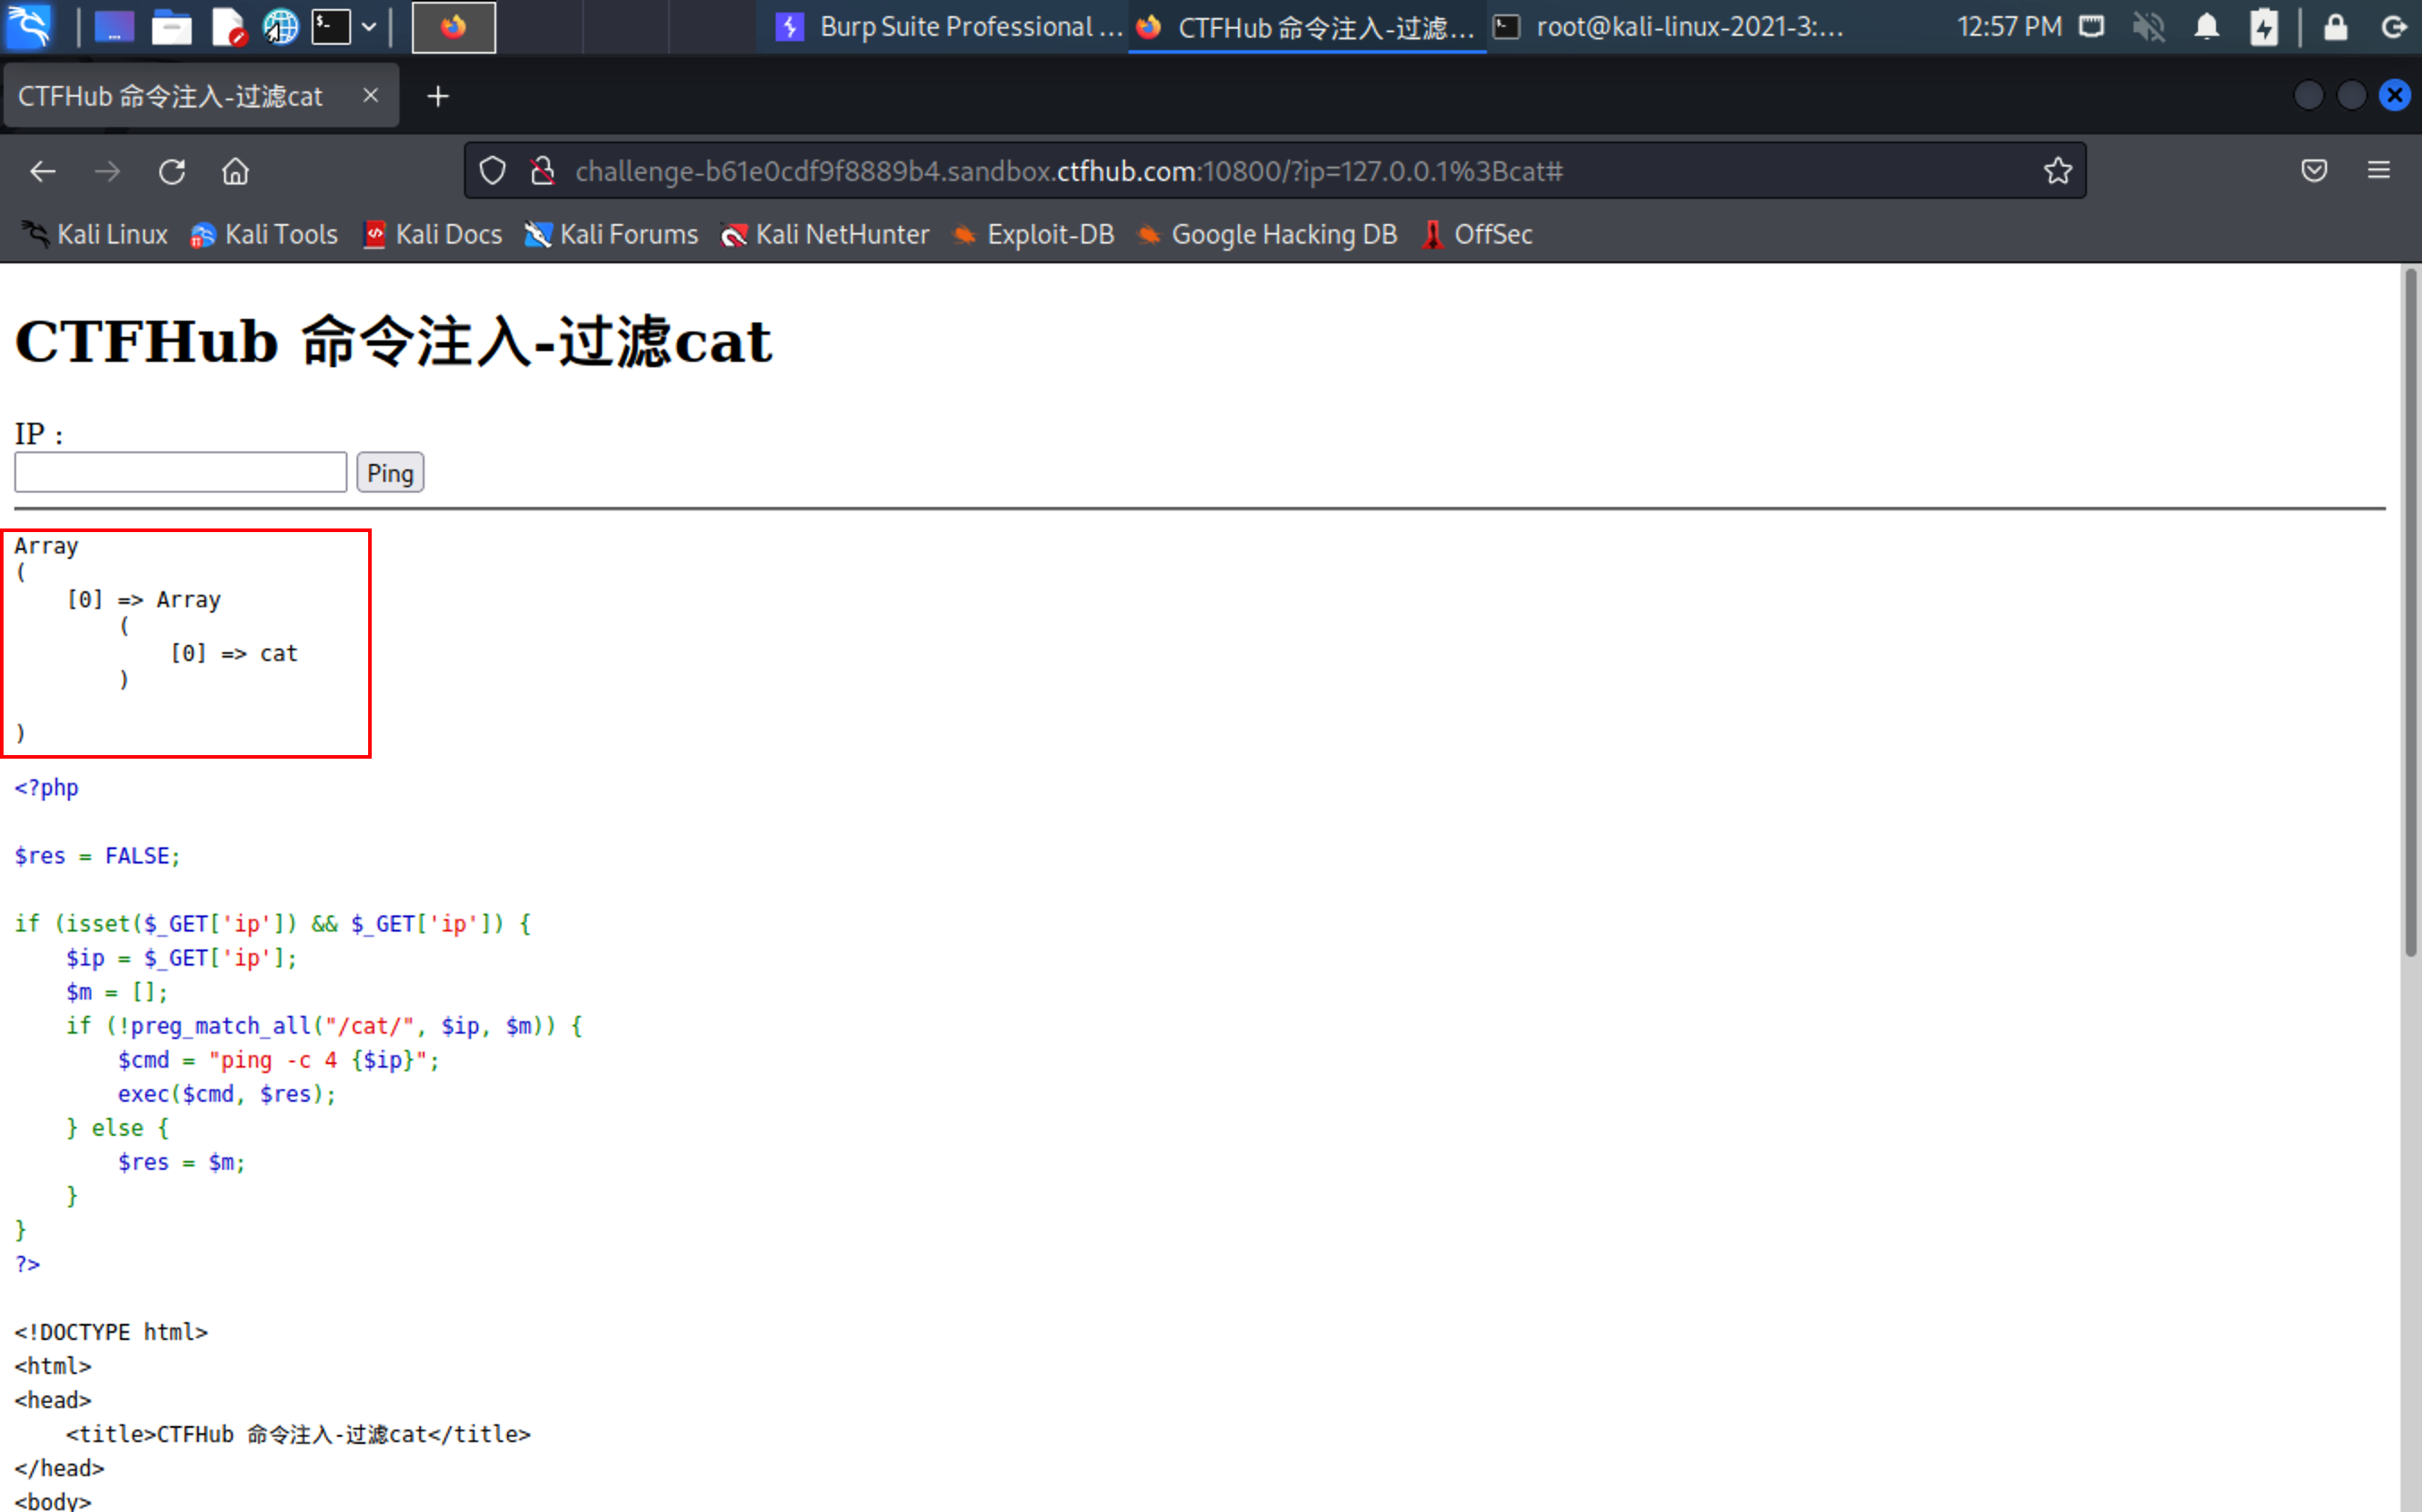 Burp Suite Professional ...
CTFHub 命令注入-过滤...
root@kali-linux-2021-3:...
12:57 PM
CTFHub 命令注入-过滤cat
challenge-b61e0cdf9f8889b4.sandbox.ctfhub.com:10800/?ip=127.0.0.1%3Bcat#
Kali Linux
Kali Tools
Kali Docs
Kali Forums
Kali NetHunter
Exploit-DB
Google Hacking DB
OffSec
CTFHub 命令注入-过滤cat
IP :
Ping
Array
(
    [0] => Array
        (
            [0] => cat
        )
)
<?php
$res = FALSE;
if (isset($_GET['ip']) && $_GET['ip']) {
    $ip = $_GET['ip'];
    $m = [];
    if (!preg_match_all("/cat/", $ip, $m)) {
        $cmd = "ping -c 4 {$ip}";
        exec($cmd, $res);
    } else {
        $res = $m;
    }
}
?>
<!DOCTYPE html>
<html>
<head>
    <title>CTFHub 命令注入-过滤cat</title>
</head>
<body>